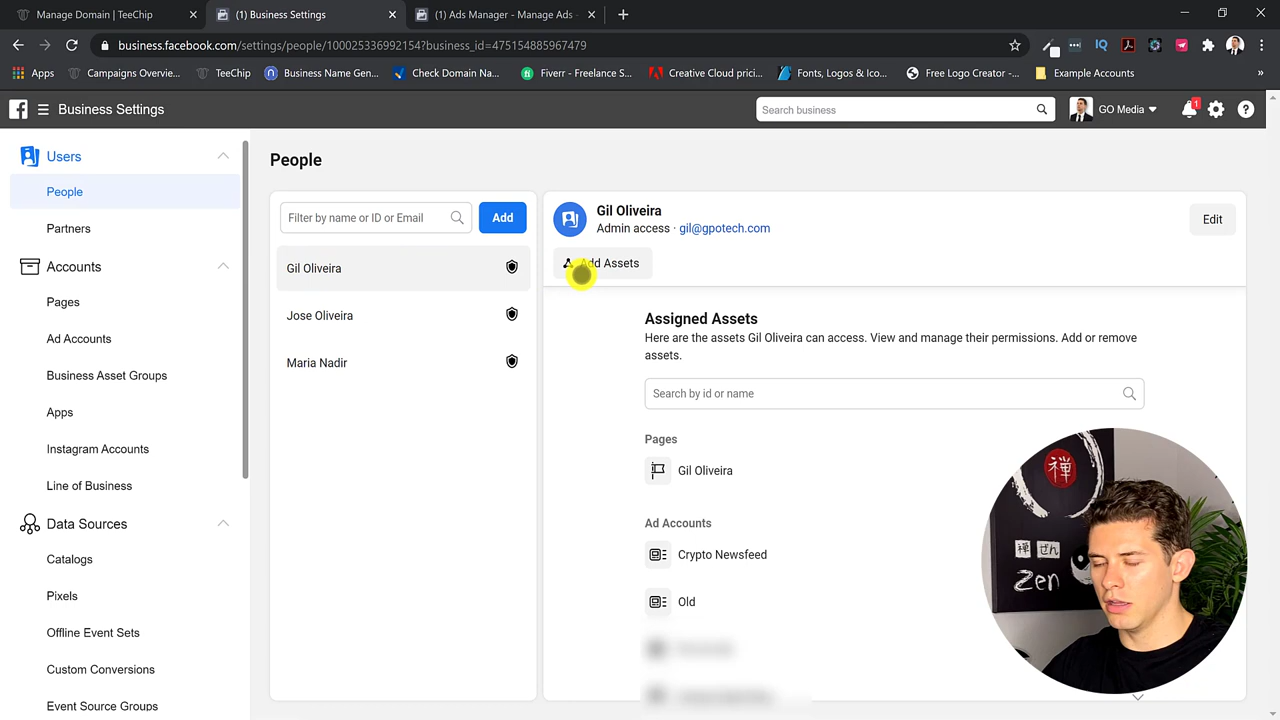 Manage Domain | TeeChip
(1) Business Settings
(1) Ads Manager - Manage Ads -
business.facebook.com/settings/people/100025336992154?business_id=475154885967479
Apps
Campaigns Overvie...
TeeChip
Business Name Gen...
Check Domain Na...
Fiverr - Freelance S...
Creative Cloud prici...
Fonts, Logos & Ico...
Free Logo Creator -...
Example Accounts
»
Business Settings
Search business
GO Media
1
Users
People
Partners
Accounts
Pages
Ad Accounts
Business Asset Groups
Apps
Instagram Accounts
Line of Business
Data Sources
Catalogs
Pixels
Offline Event Sets
Custom Conversions
Event Source Groups
People
Filter by name or ID or Email
Add
Gil Oliveira
Jose Oliveira
Maria Nadir
Gil Oliveira
Admin access · gil@gpotech.com
Edit
Add Assets
Assigned Assets
Here are the assets Gil Oliveira can access. View and manage their permissions. Add or remove
assets.
Search by id or name
Pages
Gil Oliveira
Ad Accounts
Crypto Newsfeed
Old
禅
禅 ぜん
Zen